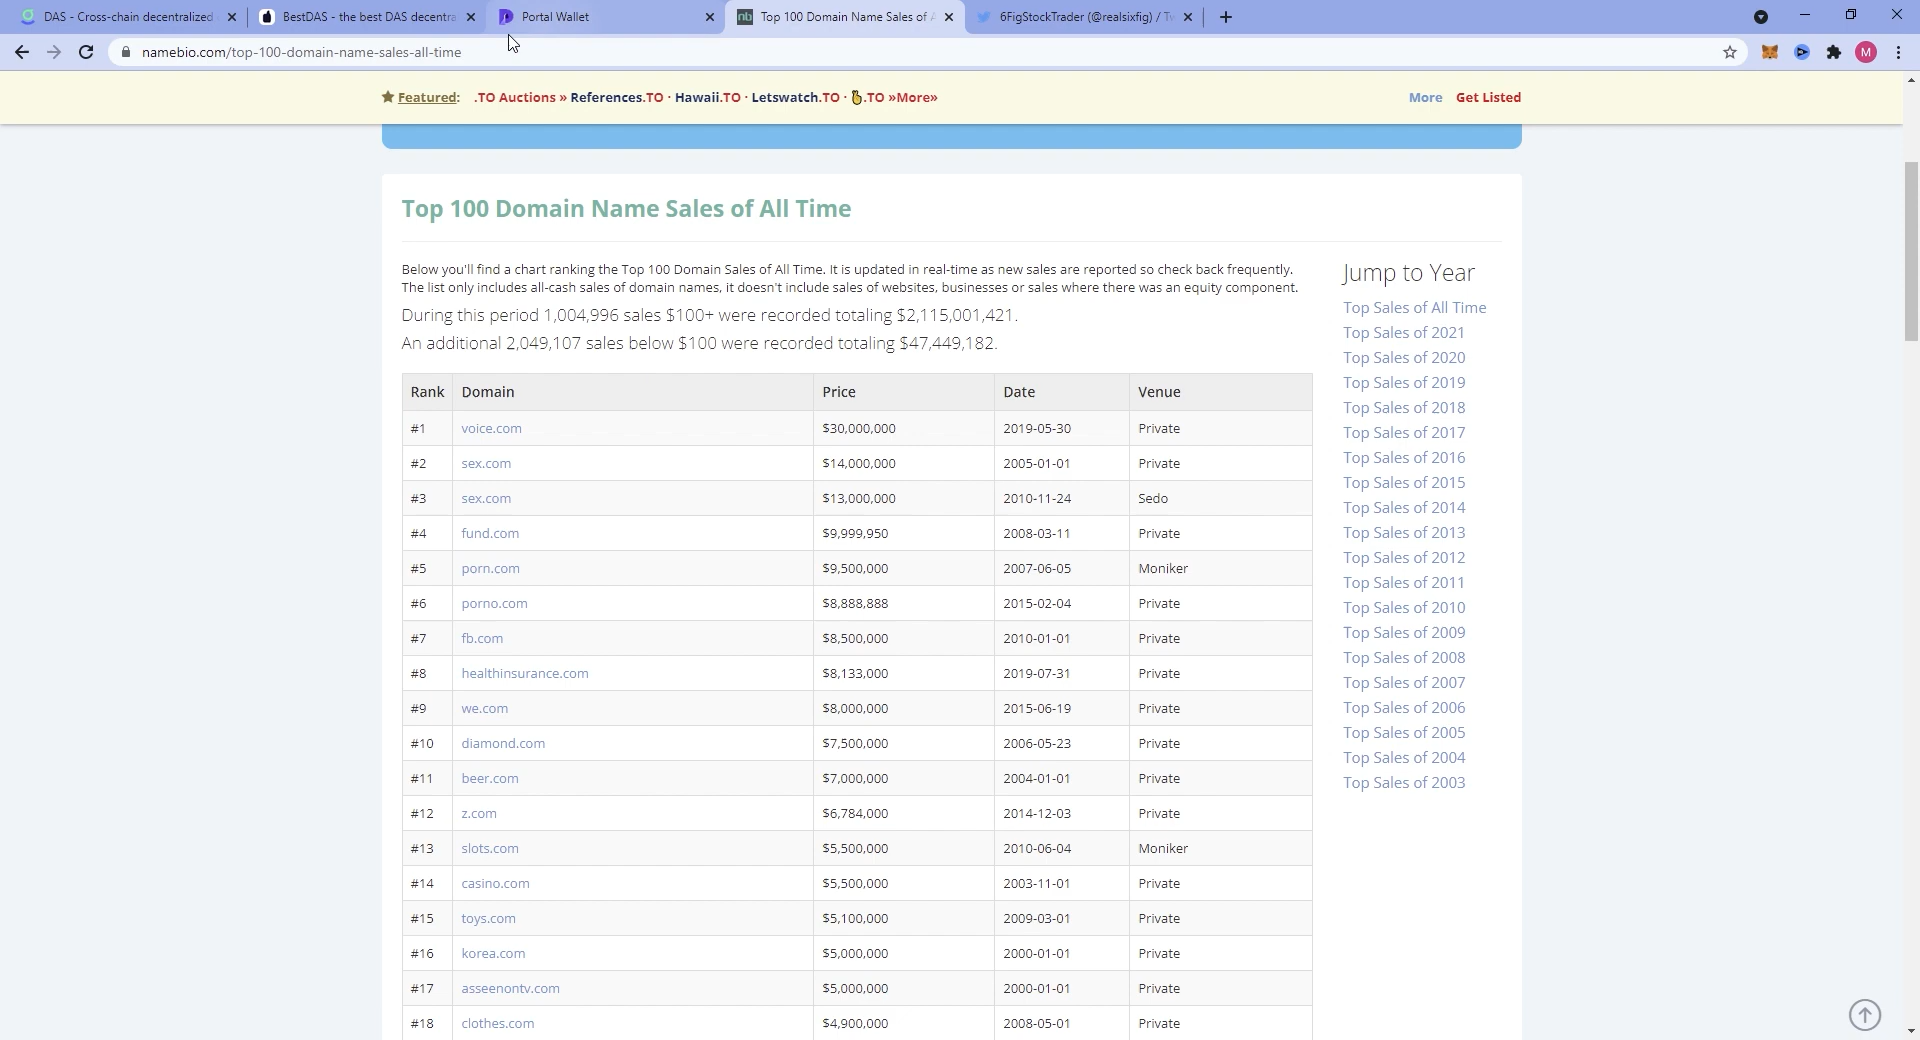 DAS - Cross-chain decentralized
BestDAS - the best DAS decentra
Portal Wallet
Top 100 Domain Name Sales of A
6FigStockTrader (@realsixfig) / Tw
namebio.com/top-100-domain-name-sales-all-time
M
Featured: .TO Auctions » References.TO · Hawaii.TO · Letswatch.TO · 🫰.TO »More»
More Get Listed
Top 100 Domain Name Sales of All Time
Below you'll find a chart ranking the Top 100 Domain Sales of All Time. It is updated in real-time as new sales are reported so check back frequently.
The list only includes all-cash sales of domain names, it doesn't include sales of websites, businesses or sales where there was an equity component.
During this period 1,004,996 sales $100+ were recorded totaling $2,115,001,421.
An additional 2,049,107 sales below $100 were recorded totaling $47,449,182.
Rank Domain Price Date Venue
#1 voice.com $30,000,000 2019-05-30 Private
#2 sex.com $14,000,000 2005-01-01 Private
#3 sex.com $13,000,000 2010-11-24 Sedo
#4 fund.com $9,999,950 2008-03-11 Private
#5 porn.com $9,500,000 2007-06-05 Moniker
#6 porno.com $8,888,888 2015-02-04 Private
#7 fb.com $8,500,000 2010-01-01 Private
#8 healthinsurance.com $8,133,000 2019-07-31 Private
#9 we.com $8,000,000 2015-06-19 Private
#10 diamond.com $7,500,000 2006-05-23 Private
#11 beer.com $7,000,000 2004-01-01 Private
#12 z.com $6,784,000 2014-12-03 Private
#13 slots.com $5,500,000 2010-06-04 Moniker
#14 casino.com $5,500,000 2003-11-01 Private
#15 toys.com $5,100,000 2009-03-01 Private
#16 korea.com $5,000,000 2000-01-01 Private
#17 asseenontv.com $5,000,000 2000-01-01 Private
#18 clothes.com $4,900,000 2008-05-01 Private
Jump to Year
Top Sales of All Time
Top Sales of 2021
Top Sales of 2020
Top Sales of 2019
Top Sales of 2018
Top Sales of 2017
Top Sales of 2016
Top Sales of 2015
Top Sales of 2014
Top Sales of 2013
Top Sales of 2012
Top Sales of 2011
Top Sales of 2010
Top Sales of 2009
Top Sales of 2008
Top Sales of 2007
Top Sales of 2006
Top Sales of 2005
Top Sales of 2004
Top Sales of 2003